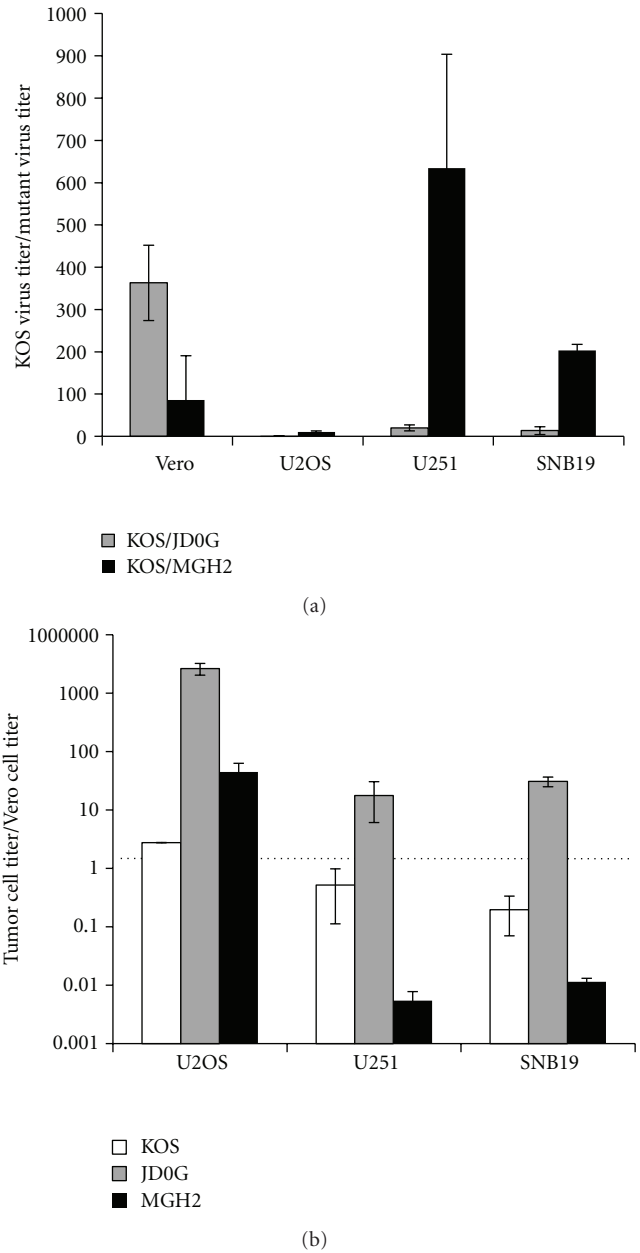 1000
900
800
700
600
500
400
300
200
100
0
KOS virus titer/mutant virus titer
Vero U2OS U251 SNB19
KOS/JD0G
KOS/MGH2
(a)
1000000
1000
100
10
1
0.1
0.01
0.001
Tumor cell titer/Vero cell titer
U2OS U251 SNB19
KOS
JD0G
MGH2
(b)